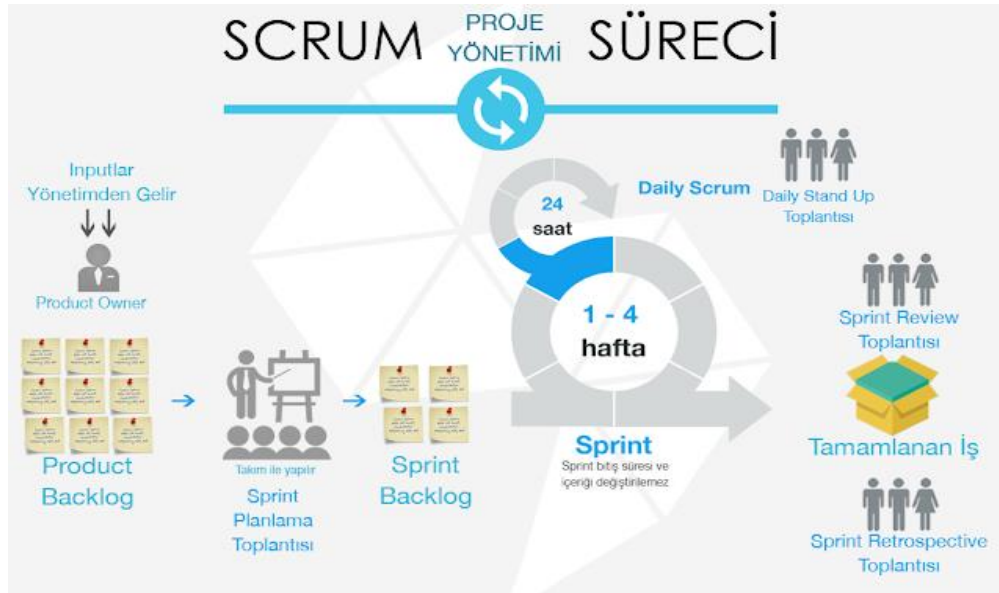 SCRUM PROJE YÖNETİMİ SÜRECİ
Inputlar
Yönetimden Gelir
Product Owner
Product
Backlog
Takım ile yapılır
Sprint
Planlama
Toplantısı
Sprint
Backlog
24
saat
1 - 4
hafta
Sprint
Sprint bitiş süresi ve
içeriği değiştirilemez
Daily Scrum
Daily Stand Up
Toplantısı
Sprint Review
Toplantısı
Tamamlanan İş
Sprint Retrospective
Toplantısı